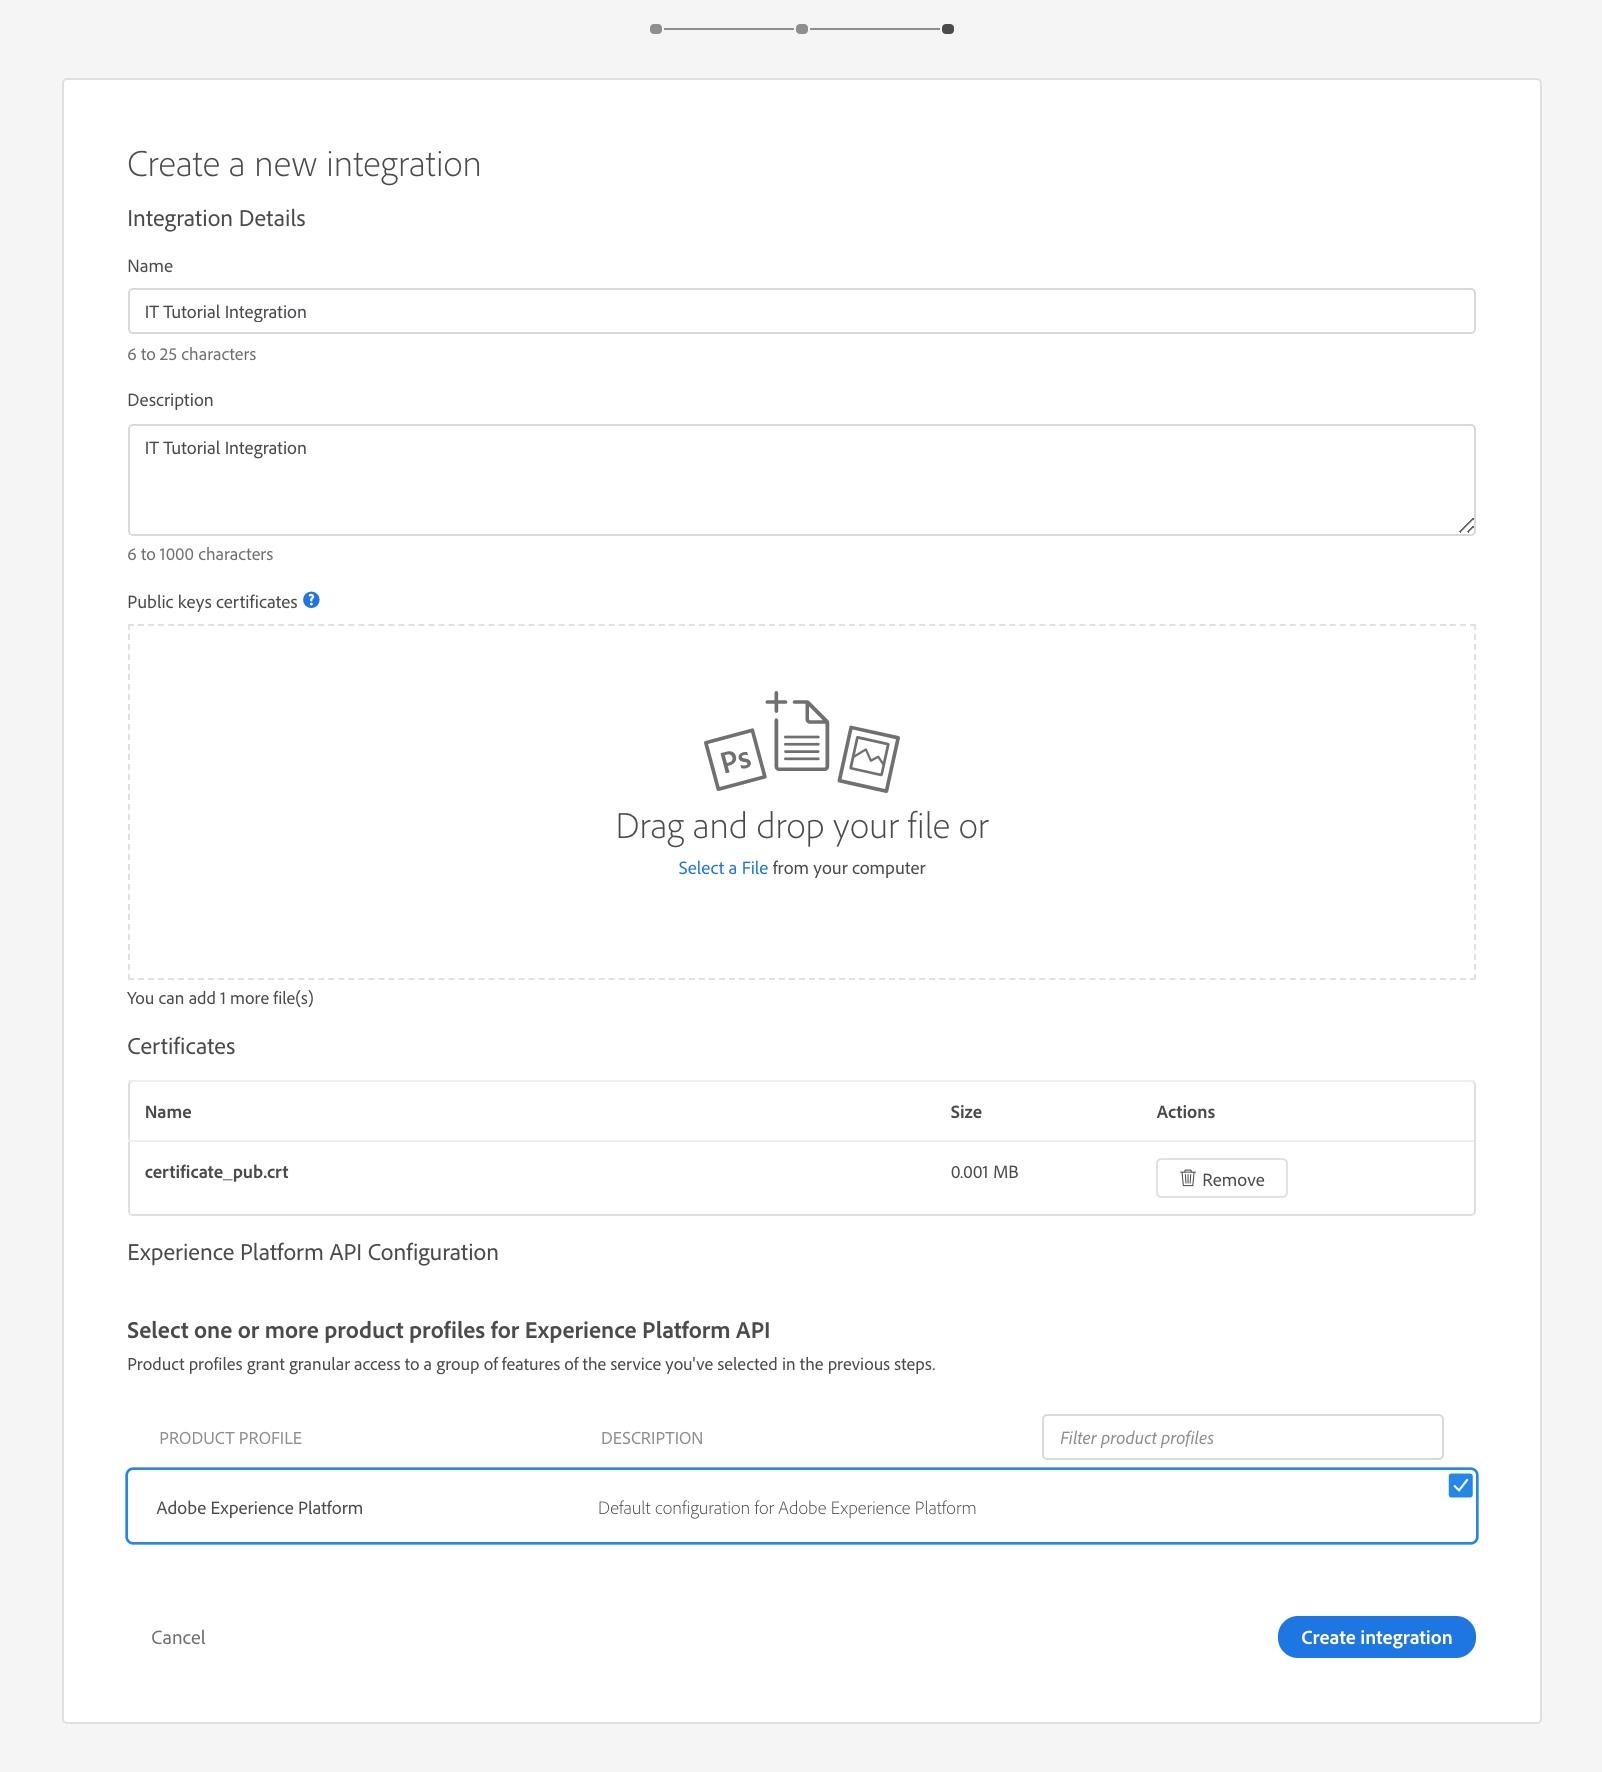 Create a new integration
Integration Details
Name
IT Tutorial Integration
6 to 25 characters
Description
IT Tutorial Integration
6 to 1000 characters
Public keys certificates ?
Ps
Drag and drop your file or
Select a File from your computer
You can add 1 more file(s)
Certificates
Name Size Actions
certificate_pub.crt 0.001 MB Remove
Experience Platform API Configuration
Select one or more product profiles for Experience Platform API
Product profiles grant granular access to a group of features of the service you've selected in the previous steps.
PRODUCT PROFILE DESCRIPTION Filter product profiles
Adobe Experience Platform Default configuration for Adobe Experience Platform
Cancel Create integration